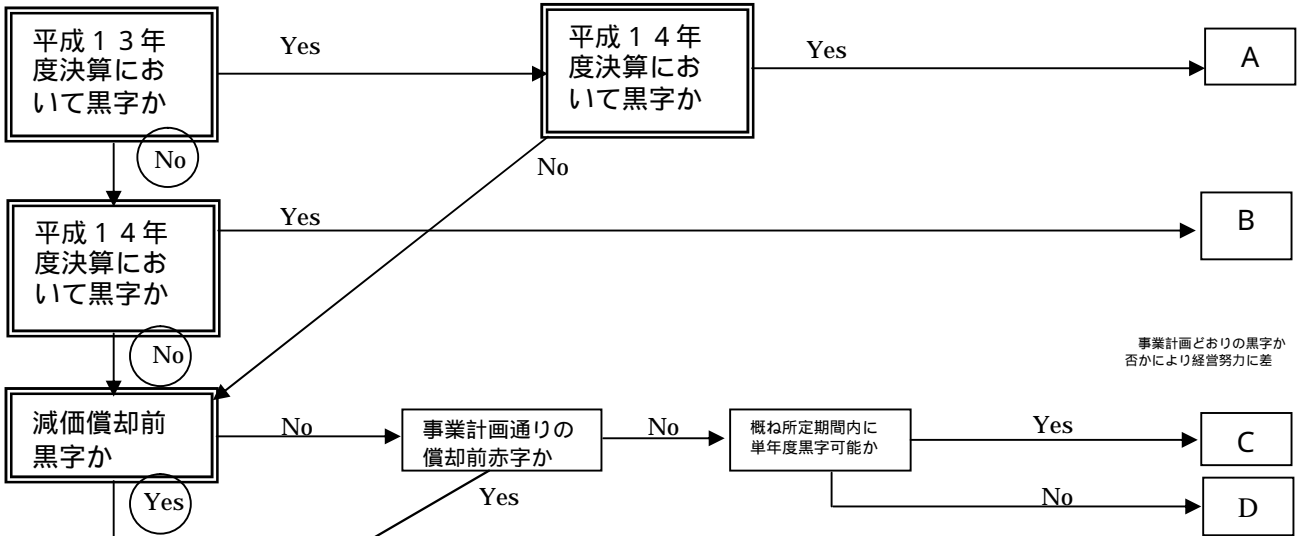 平成１３年
度決算にお
いて黒字か
Yes
平成１４年
度決算にお
いて黒字か
Yes
A
No
No
平成１４年
度決算にお
いて黒字か
Yes
B
No
事業計画どおりの黒字か
否かにより経営努力に差
減価償却前
黒字か
No
事業計画通りの
償却前赤字か
No
概ね所定期間内に
単年度黒字可能か
Yes
C
Yes
Yes
No
D